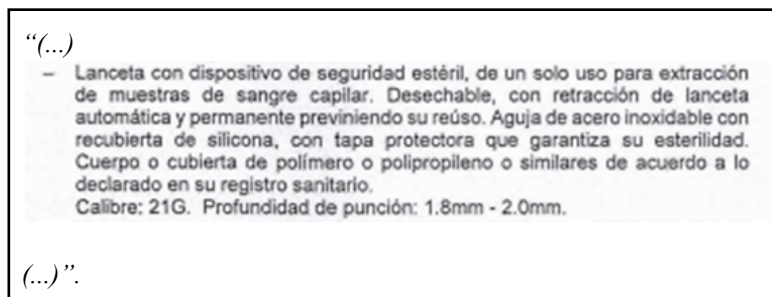 “(...)
– Lanceta con dispositivo de seguridad estéril, de un solo uso para extracción
de muestras de sangre capilar. Desechable, con retracción de lanceta
automática y permanente previniendo su reúso. Aguja de acero inoxidable con
recubierta de silicona, con tapa protectora que garantiza su esterilidad.
Cuerpo o cubierta de polímero o polipropileno o similares de acuerdo a lo
declarado en su registro sanitario.
Calibre: 21G. Profundidad de punción: 1.8mm - 2.0mm.
(...)”.